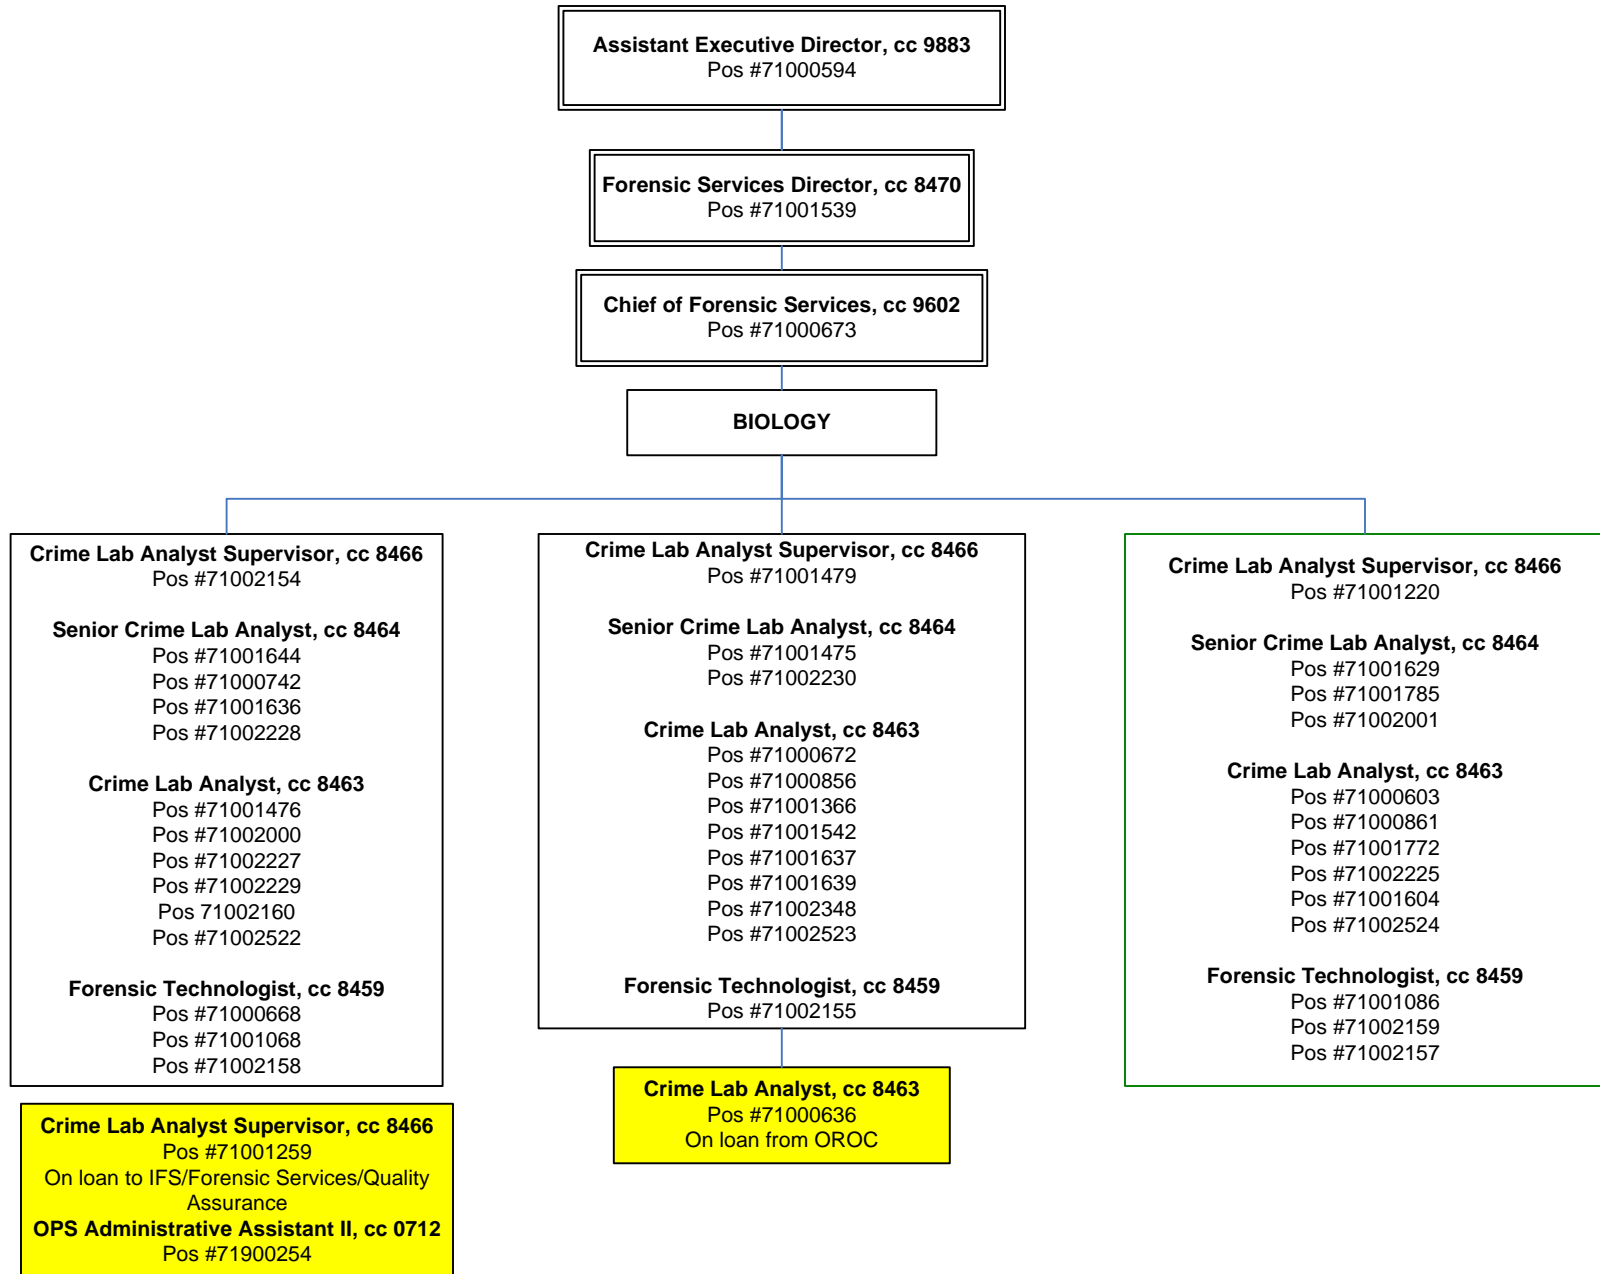 Assistant Executive Director, cc 9883
Pos #71000594
Forensic Services Director, cc 8470
Pos #71001539
Chief of Forensic Services, cc 9602
Pos #71000673
BIOLOGY
Crime Lab Analyst Supervisor, cc 8466
Pos #71002154
Senior Crime Lab Analyst, cc 8464
Pos #71001644
Pos #71000742
Pos #71001636
Pos #71002228
Crime Lab Analyst, cc 8463
Pos #71001476
Pos #71002000
Pos #71002227
Pos #71002229
Pos 71002160
Pos #71002522
Forensic Technologist, cc 8459
Pos #71000668
Pos #71001068
Pos #71002158
Crime Lab Analyst Supervisor, cc 8466
Pos #71001259
On loan to IFS/Forensic Services/Quality
Assurance
OPS Administrative Assistant II, cc 0712
Pos #71900254
Crime Lab Analyst Supervisor, cc 8466
Pos #71001479
Senior Crime Lab Analyst, cc 8464
Pos #71001475
Pos #71002230
Crime Lab Analyst, cc 8463
Pos #71000672
Pos #71000856
Pos #71001366
Pos #71001542
Pos #71001637
Pos #71001639
Pos #71002348
Pos #71002523
Forensic Technologist, cc 8459
Pos #71002155
Crime Lab Analyst, cc 8463
Pos #71000636
On loan from OROC
Crime Lab Analyst Supervisor, cc 8466
Pos #71001220
Senior Crime Lab Analyst, cc 8464
Pos #71001629
Pos #71001785
Pos #71002001
Crime Lab Analyst, cc 8463
Pos #71000603
Pos #71000861
Pos #71001772
Pos #71002225
Pos #71001604
Pos #71002524
Forensic Technologist, cc 8459
Pos #71001086
Pos #71002159
Pos #71002157